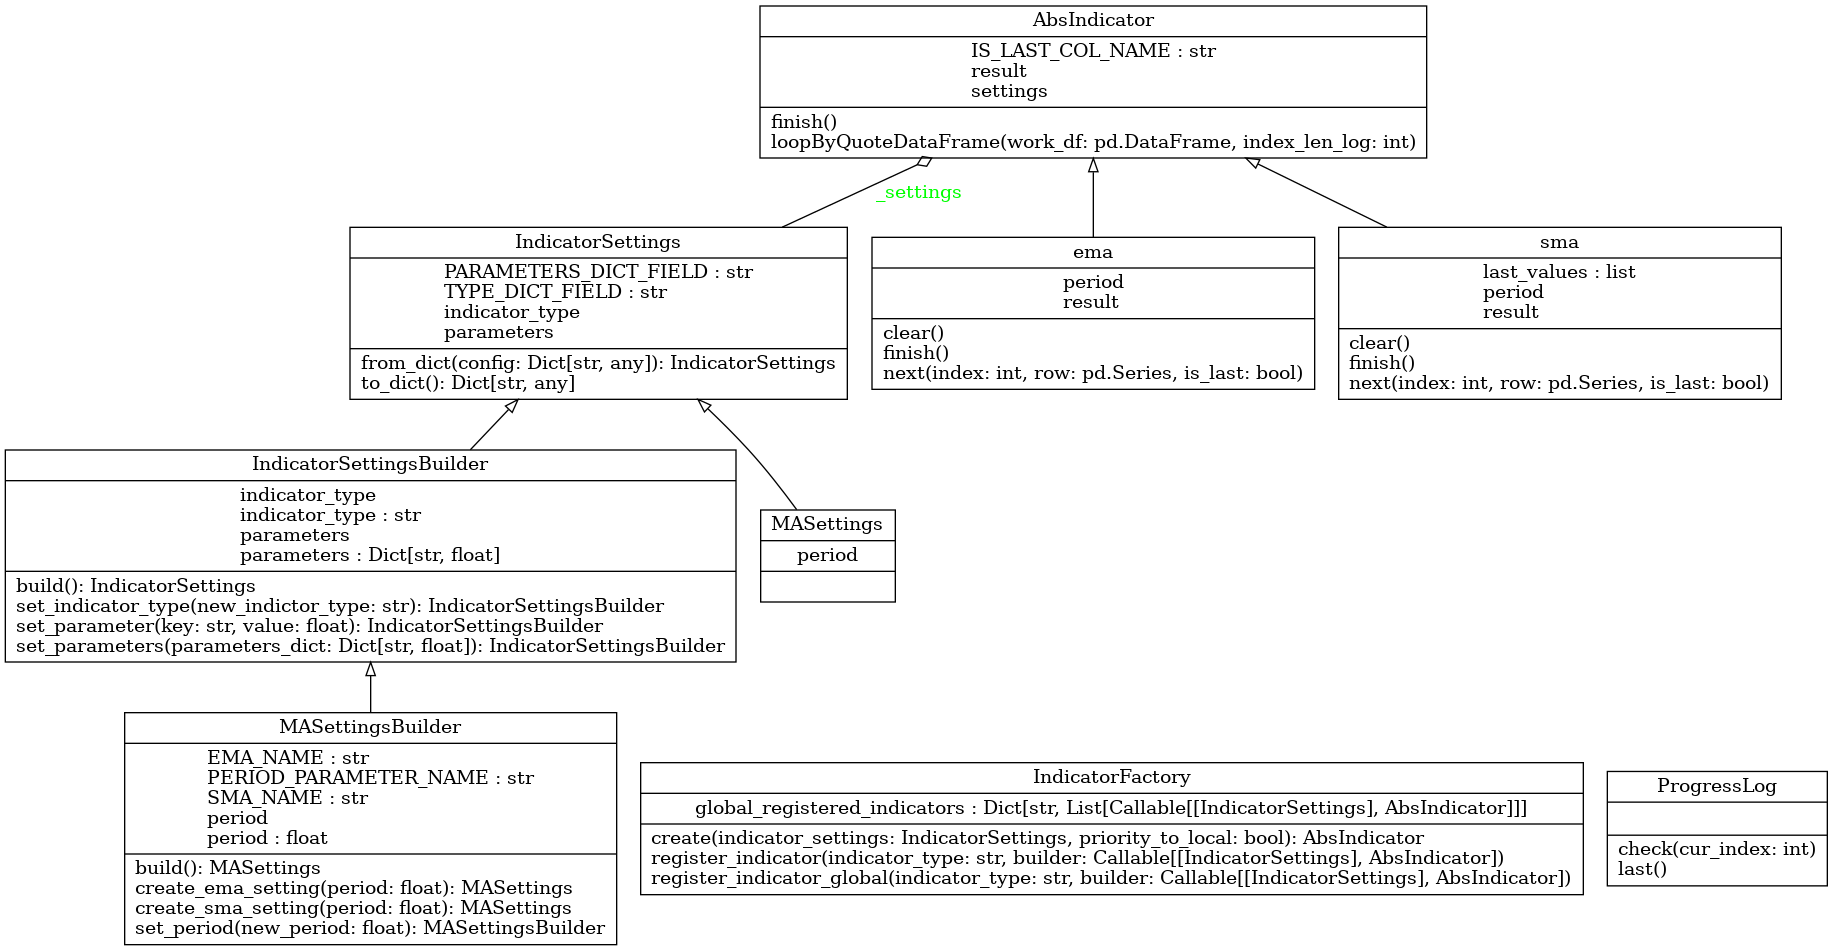 AbsIndicator
IS_LAST_COL_NAME : str
result
settings
finish()
loopByQuoteDataFrame(work_df: pd.DataFrame, index_len_log: int)
_settings
IndicatorSettings
PARAMETERS_DICT_FIELD : str
TYPE_DICT_FIELD : str
indicator_type
parameters
from_dict(config: Dict[str, any]): IndicatorSettings
to_dict(): Dict[str, any]
ema
period
result
clear()
finish()
next(index: int, row: pd.Series, is_last: bool)
sma
last_values : list
period
result
clear()
finish()
next(index: int, row: pd.Series, is_last: bool)
IndicatorSettingsBuilder
indicator_type
indicator_type : str
parameters
parameters : Dict[str, float]
build(): IndicatorSettings
set_indicator_type(new_indictor_type: str): IndicatorSettingsBuilder
set_parameter(key: str, value: float): IndicatorSettingsBuilder
set_parameters(parameters_dict: Dict[str, float]): IndicatorSettingsBuilder
MASettings
period
MASettingsBuilder
EMA_NAME : str
PERIOD_PARAMETER_NAME : str
SMA_NAME : str
period
period : float
build(): MASettings
create_ema_setting(period: float): MASettings
create_sma_setting(period: float): MASettings
set_period(new_period: float): MASettingsBuilder
IndicatorFactory
global_registered_indicators : Dict[str, List[Callable[[IndicatorSettings], AbsIndicator]]]
create(indicator_settings: IndicatorSettings, priority_to_local: bool): AbsIndicator
register_indicator(indicator_type: str, builder: Callable[[IndicatorSettings], AbsIndicator])
register_indicator_global(indicator_type: str, builder: Callable[[IndicatorSettings], AbsIndicator])
ProgressLog
check(cur_index: int)
last()